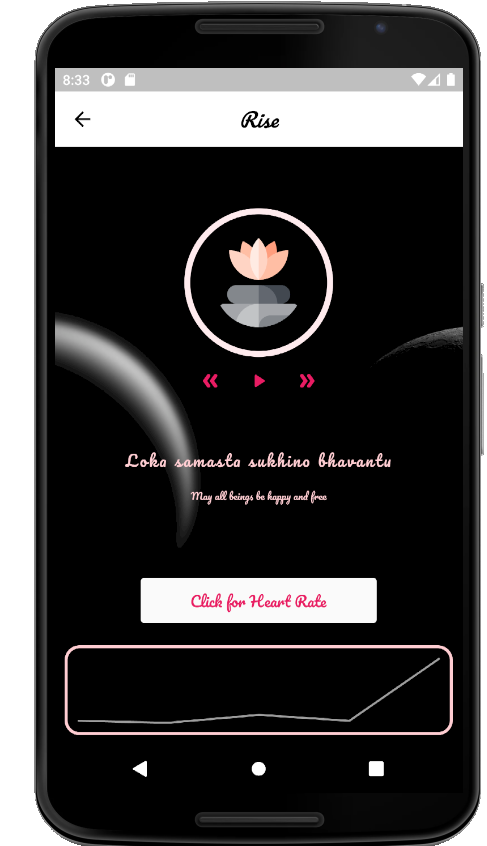 8:33
Rise
Loka samasta sukhino bhavantu
May all beings be happy and free
Click for Heart Rate